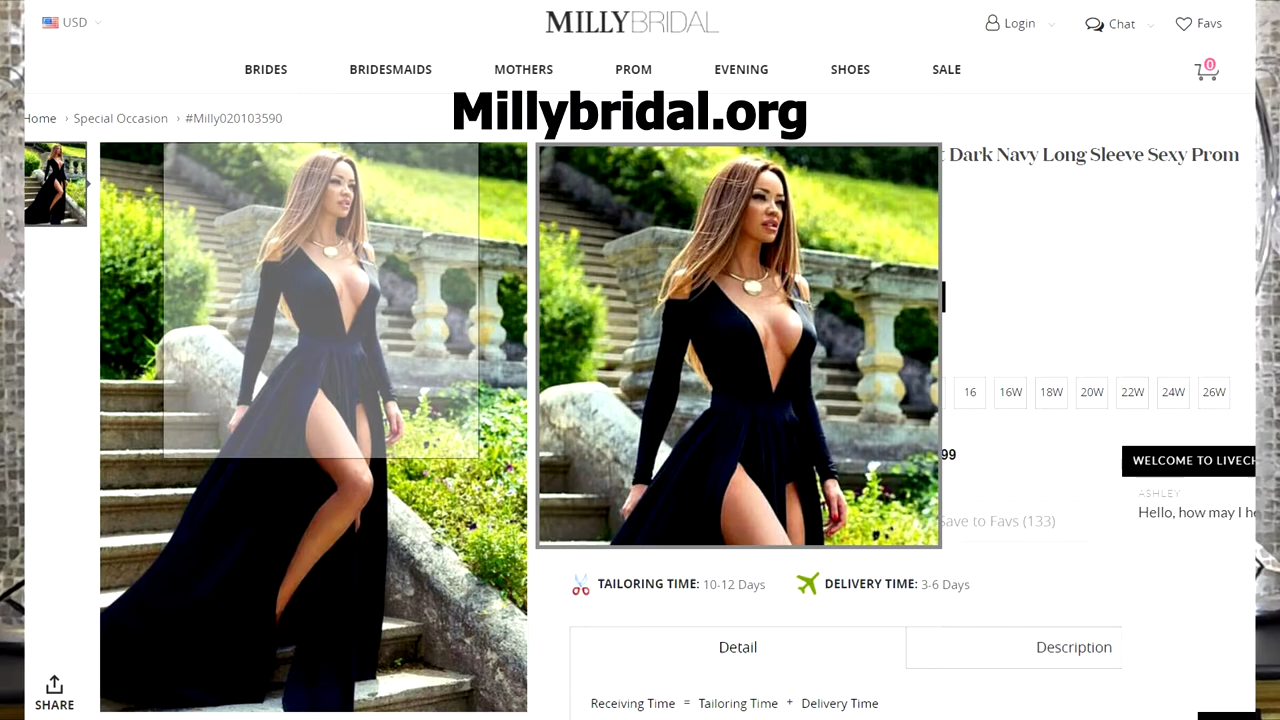 USD
MILLYBRIDAL
Login
Chat
Favs
BRIDES BRIDESMAIDS MOTHERS PROM EVENING SHOES SALE
0
Millybridal.org
Home › Special Occasion › #Milly020103590
Dark Navy Long Sleeve Sexy Prom
16 16W 18W 20W 22W 24W 26W
99
WELCOME TO
ASHLEY
Hello, how may I
Save to Favs (133)
TAILORING TIME: 10-12 Days DELIVERY TIME: 3-6 Days
Detail Description
SHARE
Receiving Time = Tailoring Time + Delivery Time